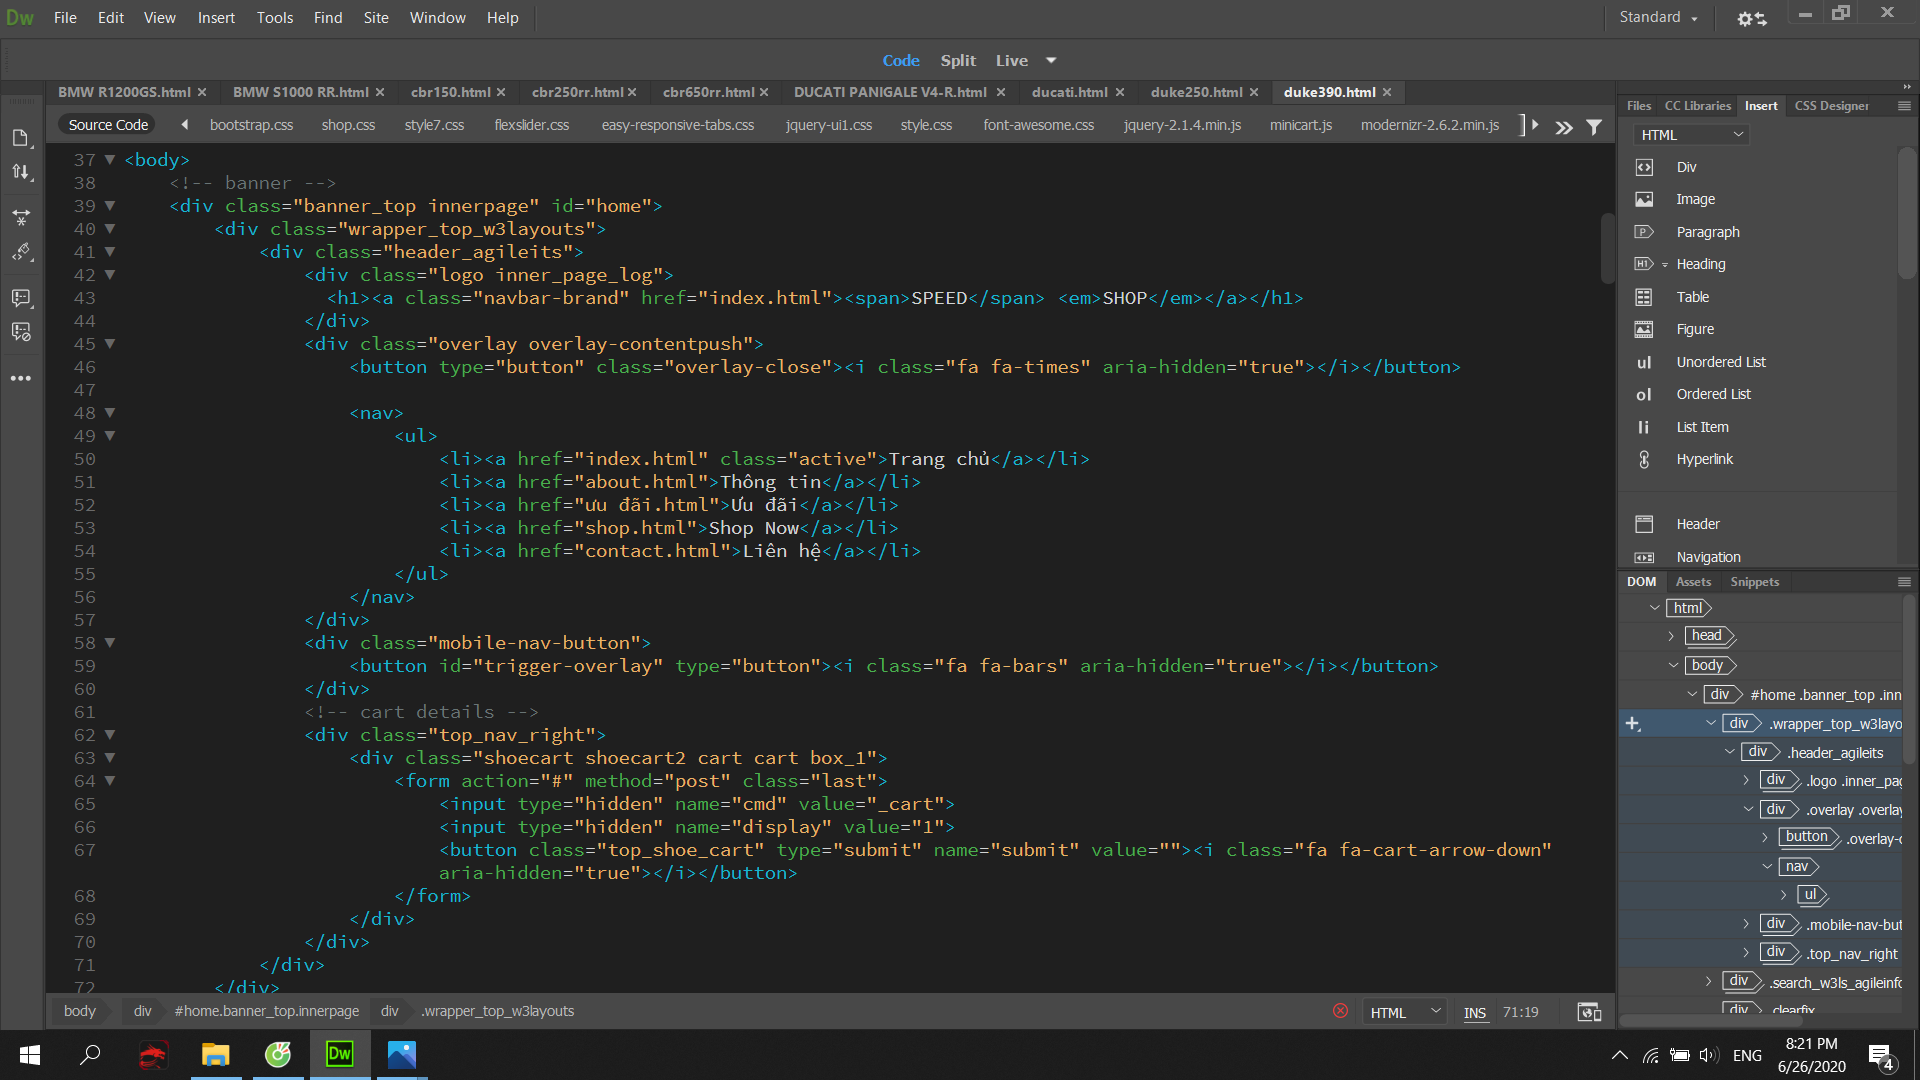 Dw File Edit View Insert Tools Find Site Window Help Standard
Code Split Live
BMW R1200GS.html BMW S1000 RR.html cbr150.html cbr250rr.html cbr650rr.html DUCATI PANIGALE V4-R.html ducati.html duke250.html duke390.html
Source Code bootstrap.css shop.css style7.css flexslider.css easy-responsive-tabs.css jquery-ui1.css style.css font-awesome.css jquery-2.1.4.min.js minicart.js modernizr-2.6.2.min.js
37 <body>
38 <!-- banner -->
39 <div class="banner_top innerpage" id="home">
40 <div class="wrapper_top_w3layouts">
41 <div class="header_agileits">
42 <div class="logo inner_page_log">
43 <h1><a class="navbar-brand" href="index.html"><span>SPEED</span> <em>SHOP</em></a></h1>
44 </div>
45 <div class="overlay overlay-contentpush">
46 <button type="button" class="overlay-close"><i class="fa fa-times" aria-hidden="true"></i></button>
47
48 <nav>
49 <ul>
50 <li><a href="index.html" class="active">Trang chủ</a></li>
51 <li><a href="about.html">Thông tin</a></li>
52 <li><a href="ưu đãi.html">Ưu đãi</a></li>
53 <li><a href="shop.html">Shop Now</a></li>
54 <li><a href="contact.html">Liên hệ</a></li>
55 </ul>
56 </nav>
57 </div>
58 <div class="mobile-nav-button">
59 <button id="trigger-overlay" type="button"><i class="fa fa-bars" aria-hidden="true"></i></button>
60 </div>
61 <!-- cart details -->
62 <div class="top_nav_right">
63 <div class="shoecart shoecart2 cart cart box_1">
64 <form action="#" method="post" class="last">
65 <input type="hidden" name="cmd" value="_cart">
66 <input type="hidden" name="display" value="1">
67 <button class="top_shoe_cart" type="submit" name="submit" value=""><i class="fa fa-cart-arrow-down"
aria-hidden="true"></i></button>
68 </form>
69 </div>
70 </div>
71 </div>
72 </div>
body div #home.banner_top.innerpage div .wrapper_top_w3layouts HTML INS 71:19
Files CC Libraries Insert CSS Designer
HTML
Div
Image
Paragraph
H1 Heading
Table
Figure
ul Unordered List
ol Ordered List
li List Item
Hyperlink
Header
Navigation
DOM Assets Snippets
html
head
body
div #home .banner_top .inn
div .wrapper_top_w3layo
div .header_agileits
div .logo .inner_pag
div .overlay .overlay
button .overlay-c
nav
ul
div .mobile-nav-but
div .top_nav_right
div .search_w3ls_agileinfo
div .clearfix
Dw ENG 8:21 PM
6/26/2020 4